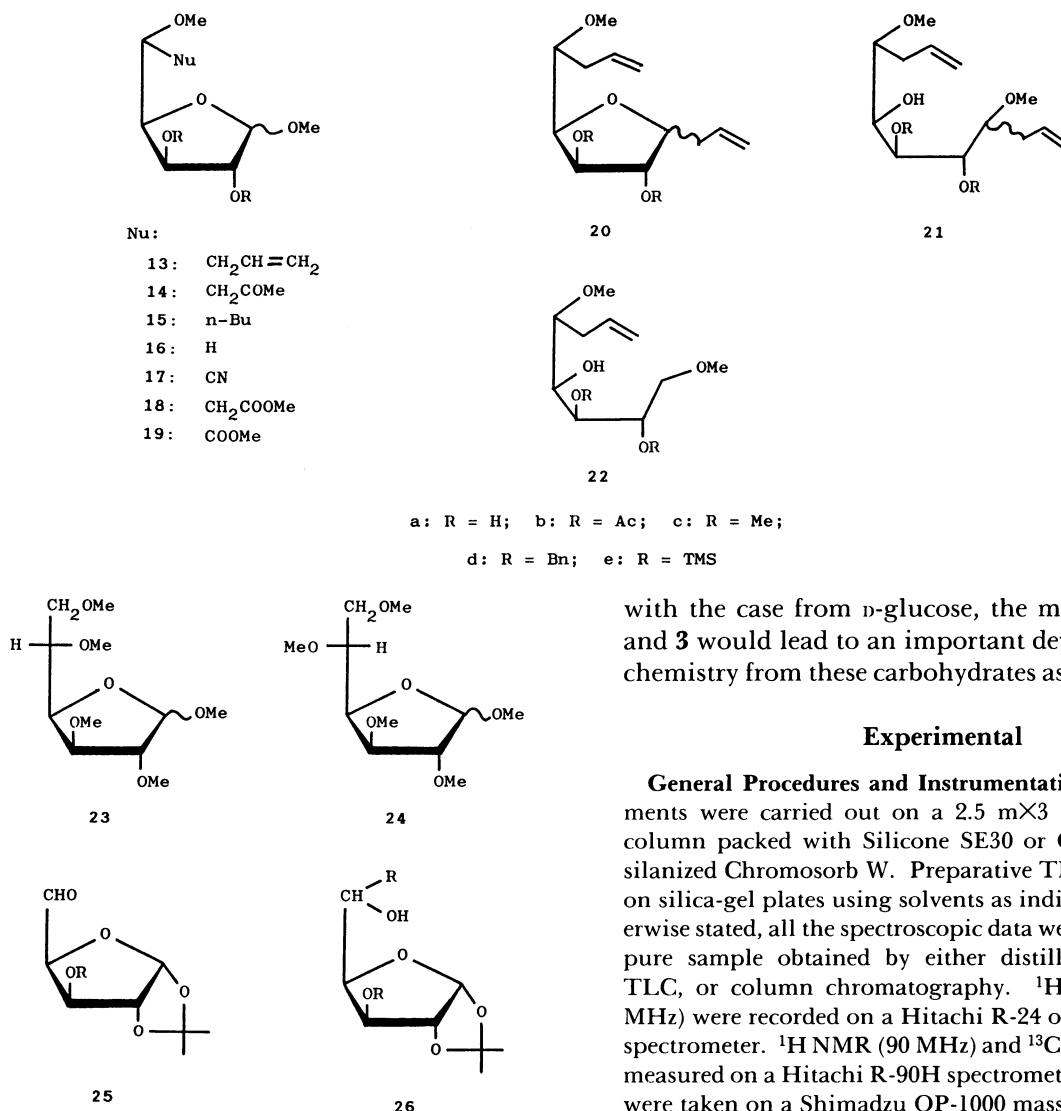 OMe
Nu
O
OMe
OR
OR
Nu:
13: CH2CH=CH2
14: CH2COMe
15: n-Bu
16: H
17: CN
18: CH2COOMe
19: COOMe
OMe
O
OR
OR
20
OMe
OH
OMe
OR
OR
21
OMe
OH
OMe
OR
OR
22
a: R = H; b: R = Ac; c: R = Me;
d: R = Bn; e: R = TMS
CH2OMe
H OMe
O
OMe
OMe
OMe
23
CH2OMe
MeO H
O
OMe
OMe
OMe
24
CHO
O
OR
O
O
25
R
CH
OH
O
OR
O
O
26
with the case from D-glucose, the m
and 3 would lead to an important de
chemistry from these carbohydrates as
Experimental
General Procedures and Instrumentati
ments were carried out on a 2.5 m×3
column packed with Silicone SE30 or
silanized Chromosorb W. Preparative Tl
on silica-gel plates using solvents as indi
erwise stated, all the spectroscopic data we
pure sample obtained by either distill
TLC, or column chromatography. ¹H
MHz) were recorded on a Hitachi R-24 o
spectrometer. ¹H NMR (90 MHz) and ¹³C
measured on a Hitachi R-90H spectromet
were taken on a Shimadzu QP-1000 mass